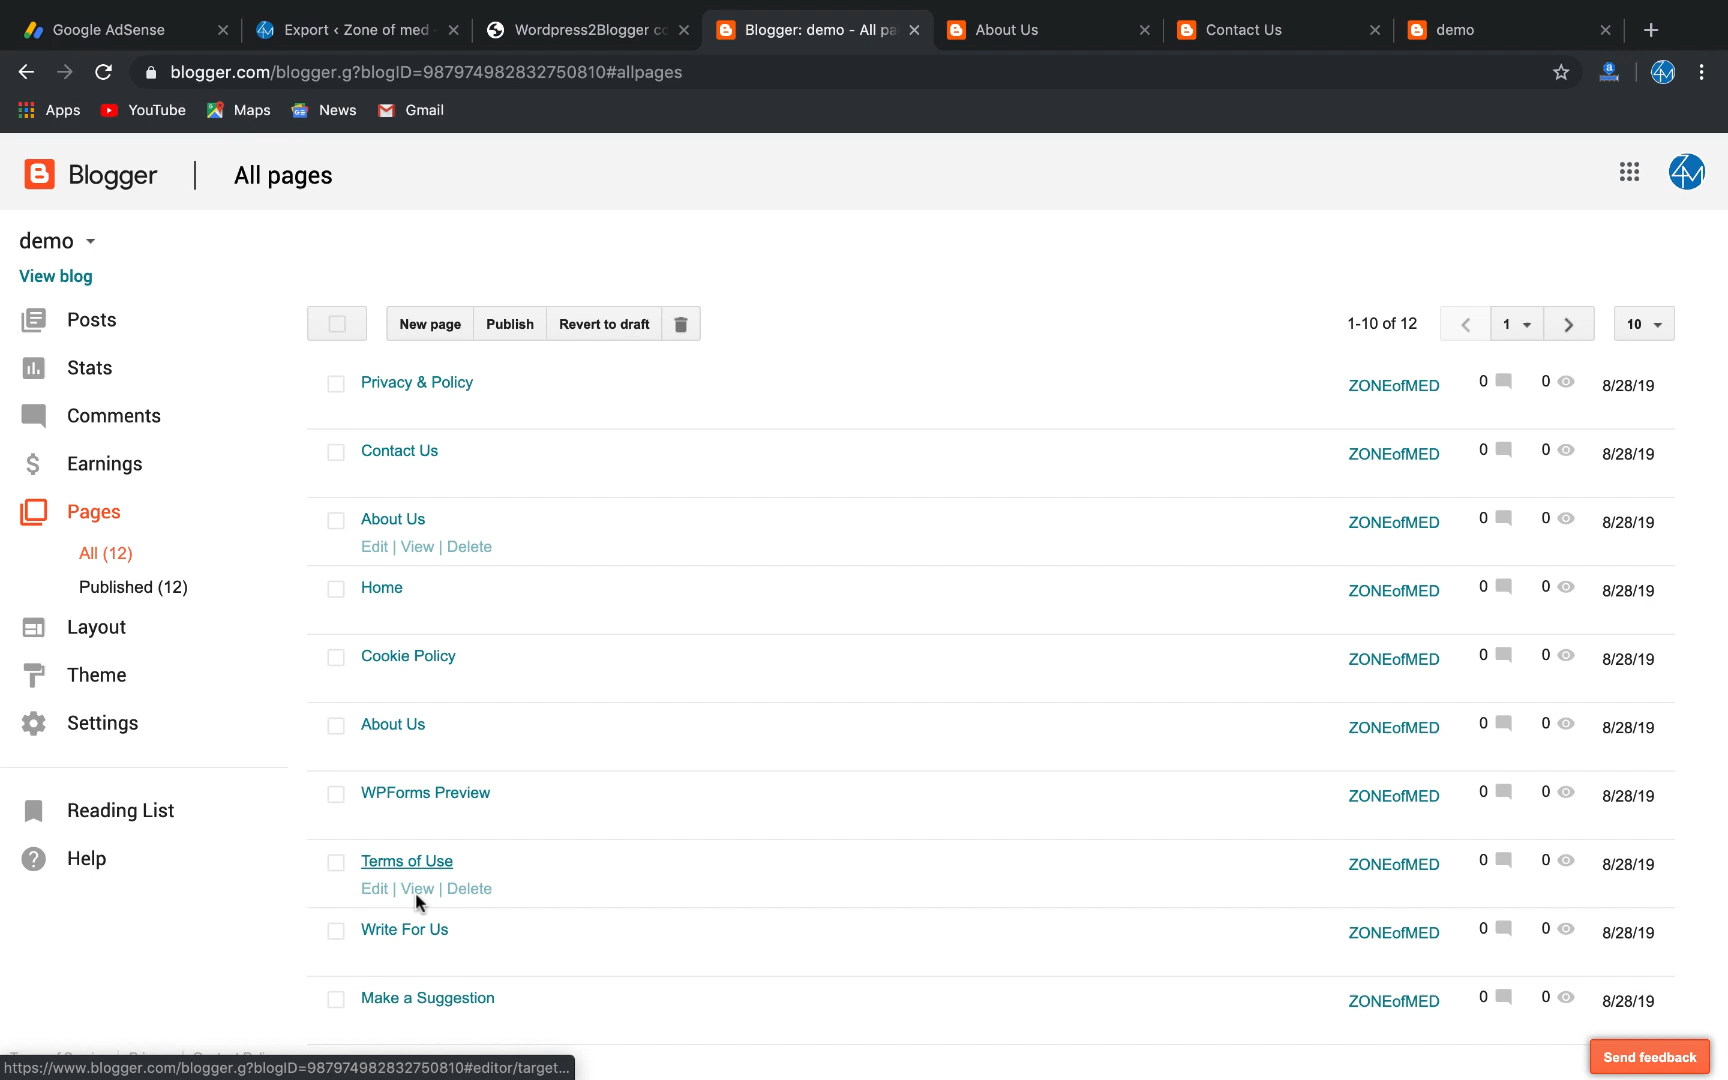 Google AdSense
Export ‹ Zone of med
Wordpress2Blogger
Blogger: demo - All
About Us
Contact Us
demo
blogger.com/blogger.g?blogID=987974982832750810#allpages
Apps
YouTube
Maps
News
Gmail
Blogger | All pages
demo
View blog
Posts
Stats
Comments
Earnings
Pages
All (12)
Published (12)
Layout
Theme
Settings
Reading List
Help
New page
Publish
Revert to draft
1-10 of 12
1
10
Privacy & Policy ZONEofMED 0 0 8/28/19
Contact Us ZONEofMED 0 0 8/28/19
About Us ZONEofMED 0 0 8/28/19
Edit | View | Delete
Home ZONEofMED 0 0 8/28/19
Cookie Policy ZONEofMED 0 0 8/28/19
About Us ZONEofMED 0 0 8/28/19
WPForms Preview ZONEofMED 0 0 8/28/19
Terms of Use ZONEofMED 0 0 8/28/19
Edit | View | Delete
Write For Us ZONEofMED 0 0 8/28/19
Make a Suggestion ZONEofMED 0 0 8/28/19
Send feedback
https://www.blogger.com/blogger.g?blogID=987974982832750810#editor/target...